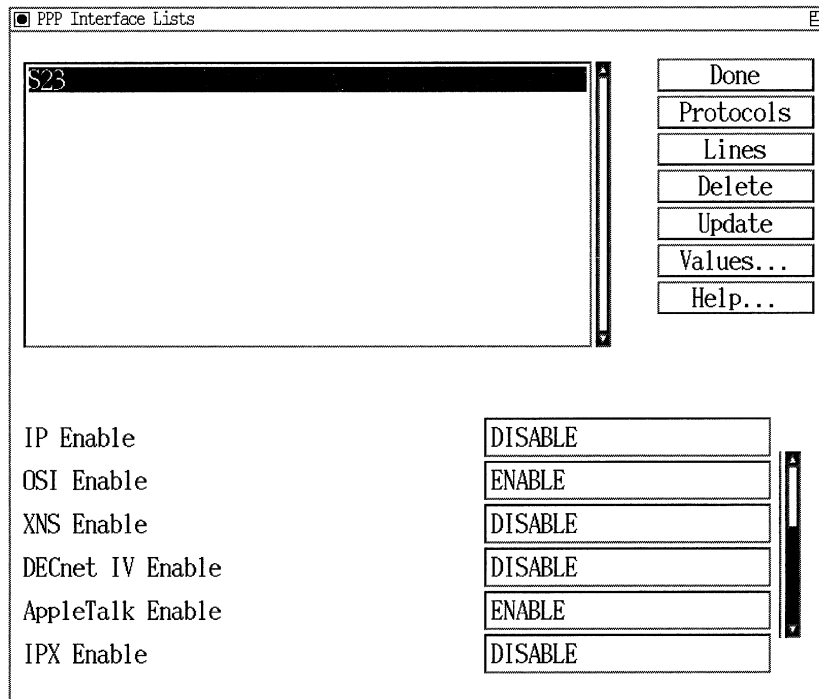 PPP Interface Lists
S23
Done
Protocols
Lines
Delete
Update
Values...
Help...
IP Enable DISABLE
OSI Enable ENABLE
XNS Enable DISABLE
DECnet IV Enable DISABLE
AppleTalk Enable ENABLE
IPX Enable DISABLE